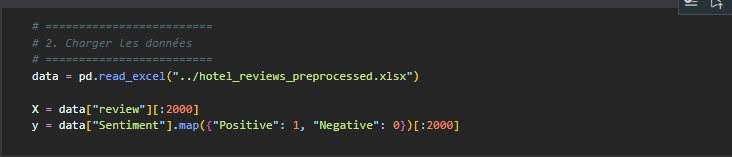 # =========================
# 2. Charger les données
# =========================
data = pd.read_excel("../hotel_reviews_preprocessed.xlsx")
X = data["review"][:2000]
y = data["Sentiment"].map({"Positive": 1, "Negative": 0})[:2000]